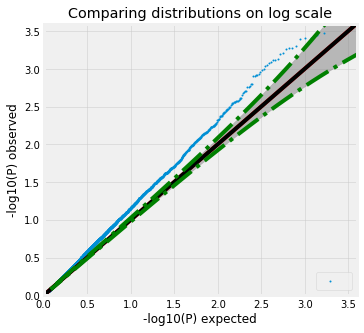 Comparing distributions on log scale
-log10(P) observed
3.5
3.0
2.5
2.0
1.5
1.0
0.5
0.0
0.0 0.5 1.0 1.5 2.0 2.5 3.0 3.5
-log10(P) expected